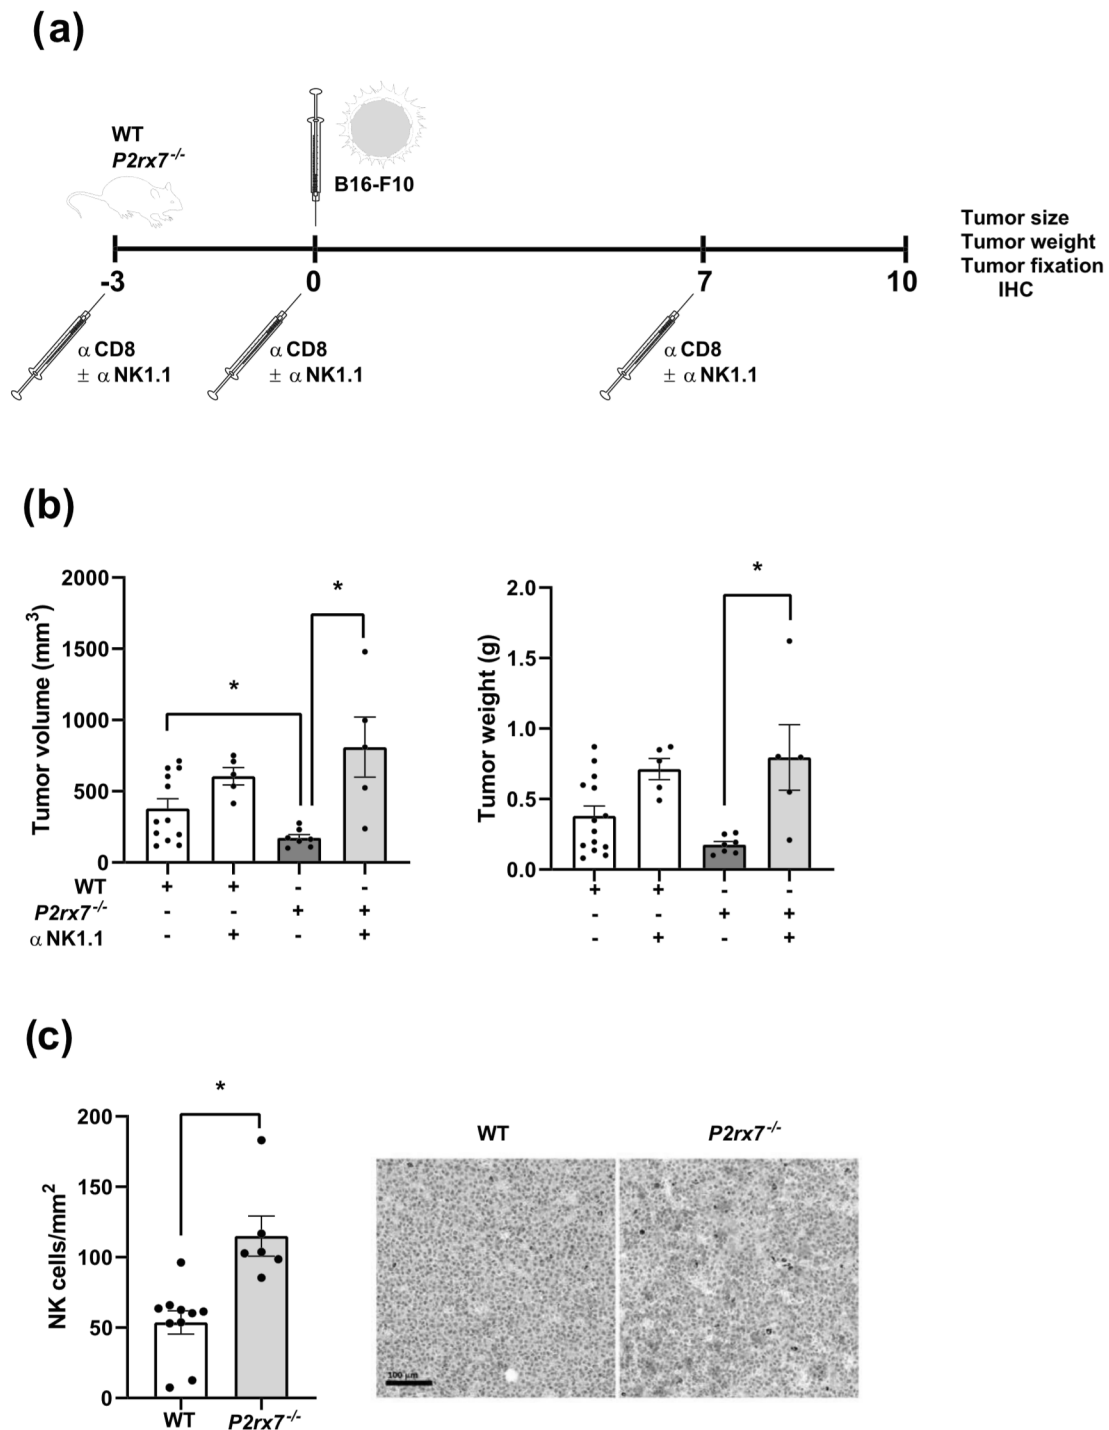 (a)
WT
P2rx7-/-
B16-F10
-3 0 7 10
Tumor size
Tumor weight
Tumor fixation
IHC
α CD8
± α NK1.1
α CD8
± α NK1.1
α CD8
± α NK1.1
(b)
Tumor volume (mm3)
2000
1500
1000
500
0
*
*
WT + + - -
P2rx7-/- - - + +
α NK1.1 - + - +
Tumor weight (g)
2.0
1.5
1.0
0.5
0.0
*
+ + - -
- - + +
- + - +
(c)
NK cells/mm2
200
150
100
50
0
*
WT P2rx7-/-
WT P2rx7-/-
100 µm